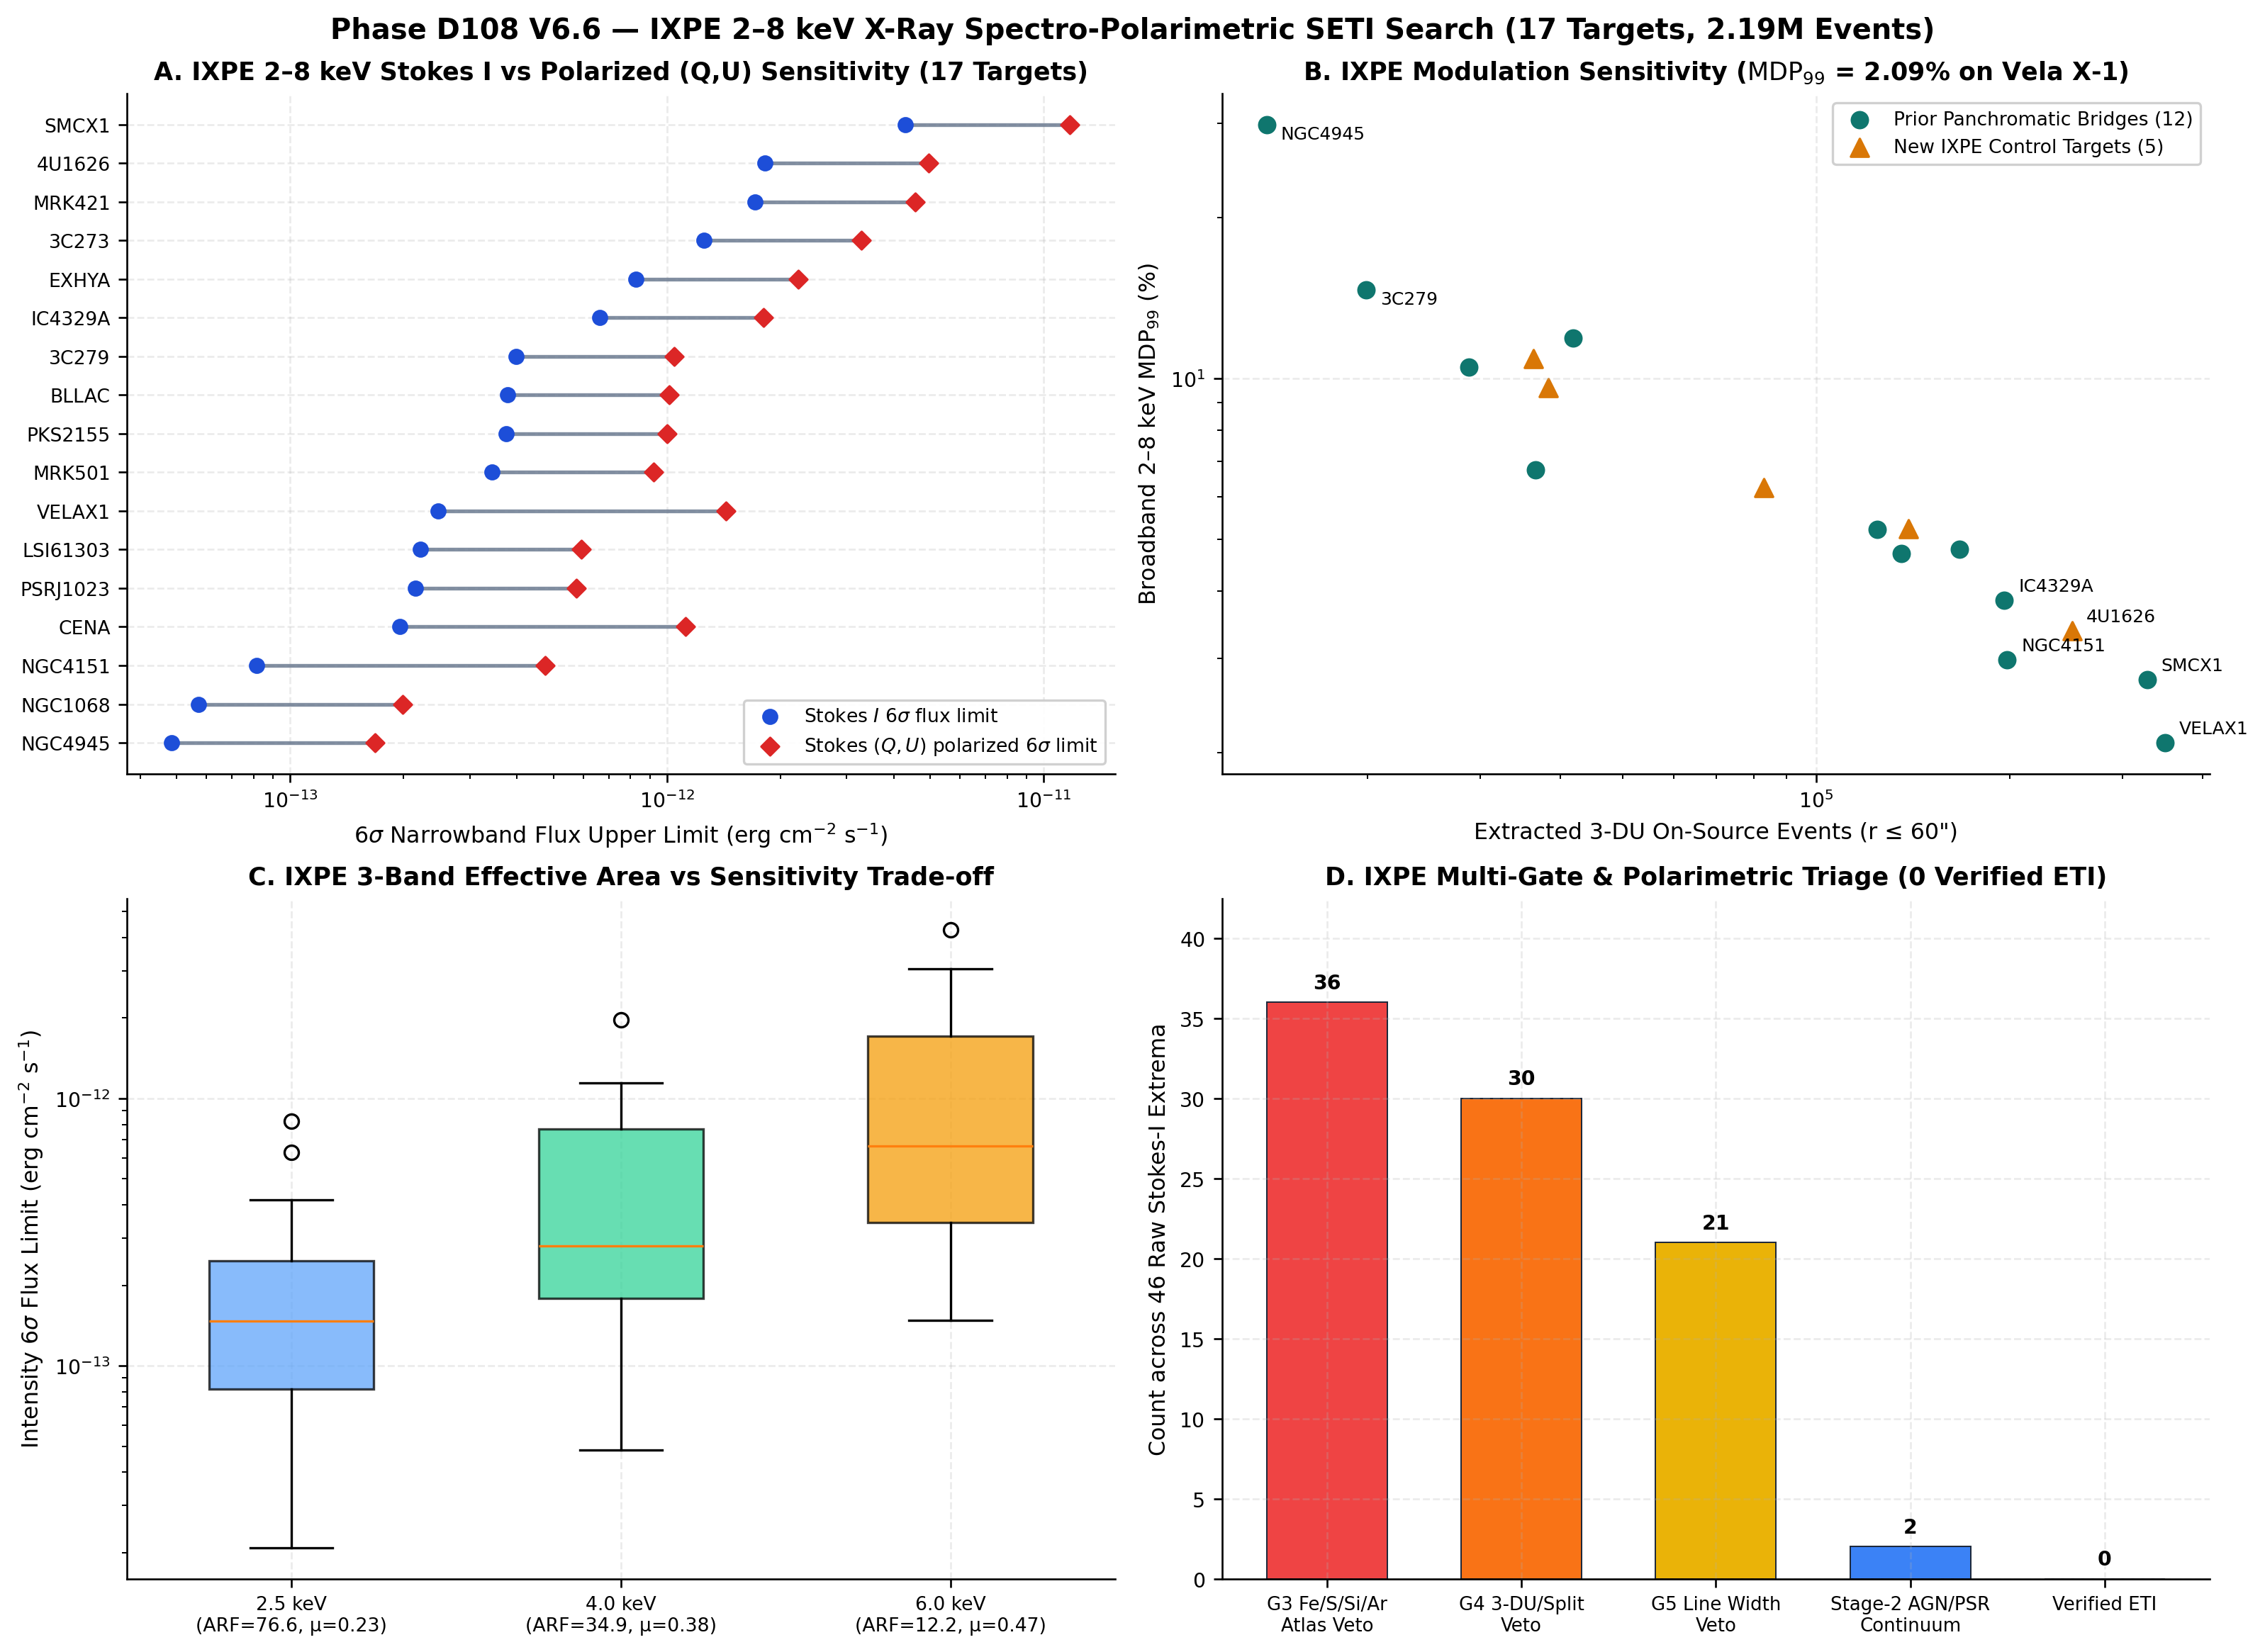 Phase D108 V6.6 — IXPE 2–8 keV X-Ray Spectro-Polarimetric SETI Search (17 Targets, 2.19M Events)
A. IXPE 2–8 keV Stokes I vs Polarized (Q,U) Sensitivity (17 Targets)
SMCX1
4U1626
MRK421
3C273
EXHYA
IC4329A
3C279
BLLAC
PKS2155
MRK501
VELAX1
LSI61303
PSRJ1023
CENA
NGC4151
NGC1068
NGC4945
Stokes I 6σ flux limit
Stokes (Q, U) polarized 6σ limit
10⁻¹³ 10⁻¹² 10⁻¹¹
6σ Narrowband Flux Upper Limit (erg cm⁻² s⁻¹)
B. IXPE Modulation Sensitivity (MDP₉₉ = 2.09% on Vela X-1)
Broadband 2–8 keV MDP₉₉ (%)
10¹
Prior Panchromatic Bridges (12)
New IXPE Control Targets (5)
NGC4945
3C279
IC4329A
4U1626
NGC4151
SMCX1
VELAX1
10⁵
Extracted 3-DU On-Source Events (r ≤ 60")
C. IXPE 3-Band Effective Area vs Sensitivity Trade-off
Intensity 6σ Flux Limit (erg cm⁻² s⁻¹)
10⁻¹²
10⁻¹³
2.5 keV
(ARF=76.6, μ=0.23)
4.0 keV
(ARF=34.9, μ=0.38)
6.0 keV
(ARF=12.2, μ=0.47)
D. IXPE Multi-Gate & Polarimetric Triage (0 Verified ETI)
Count across 46 Raw Stokes-I Extrema
40
35
30
25
20
15
10
5
0
36
30
21
2
0
G3 Fe/S/Si/Ar
Atlas Veto
G4 3-DU/Split
Veto
G5 Line Width
Veto
Stage-2 AGN/PSR
Continuum
Verified ETI